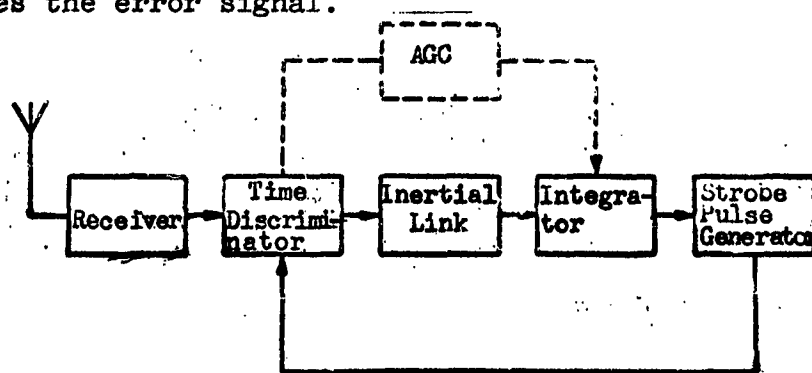 es the error signal.
AGC
Receiver
Time
Discrimi-
nator
Inertial
Link
Integra-
tor
Strobe
Pulse
Generator